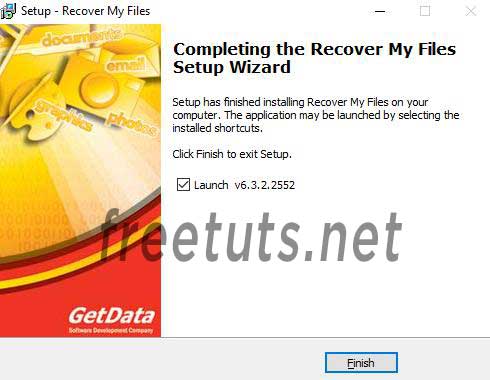 Setup - Recover My Files
documents
email
graphics
photos
Completing the Recover My Files
Setup Wizard
Setup has finished installing Recover My Files on your
computer. The application may be launched by selecting the
installed shortcuts.
Click Finish to exit Setup.
Launch v6.3.2.2552
freetuts.net
GetData
Software Development Company
Finish